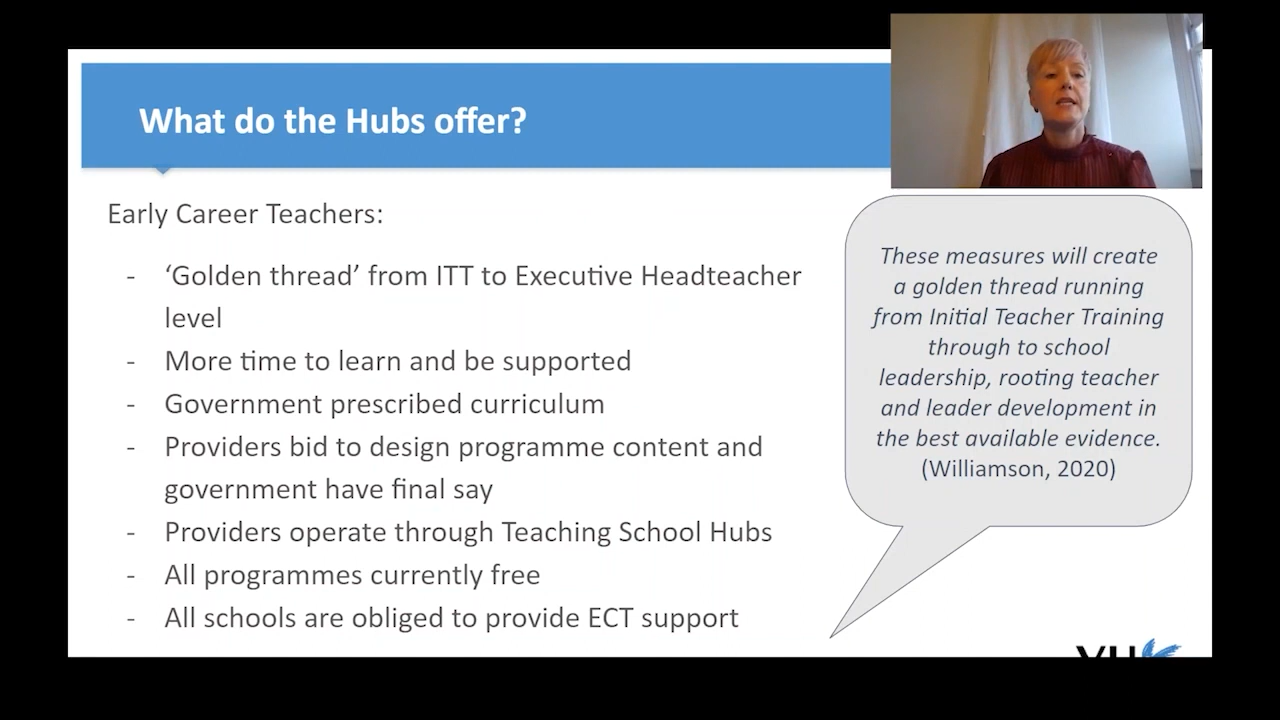 What do the Hubs offer?
Early Career Teachers:
- ‘Golden thread’ from ITT to Executive Headteacher
level
- More time to learn and be supported
- Government prescribed curriculum
- Providers bid to design programme content and
government have final say
- Providers operate through Teaching School Hubs
- All programmes currently free
- All schools are obliged to provide ECT support
These measures will create
a golden thread running
from Initial Teacher Training
through to school
leadership, rooting teacher
and leader development in
the best available evidence.
(Williamson, 2020)